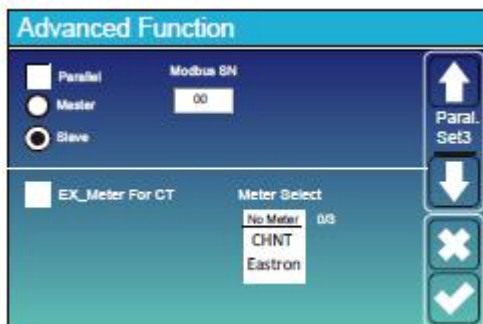 Advanced Function
Parallel
Modbus SN
Master
00
Slave
Paral.
Set3
EX_Meter For CT
Meter Select
No Meter 0/3
CHNT
Eastron